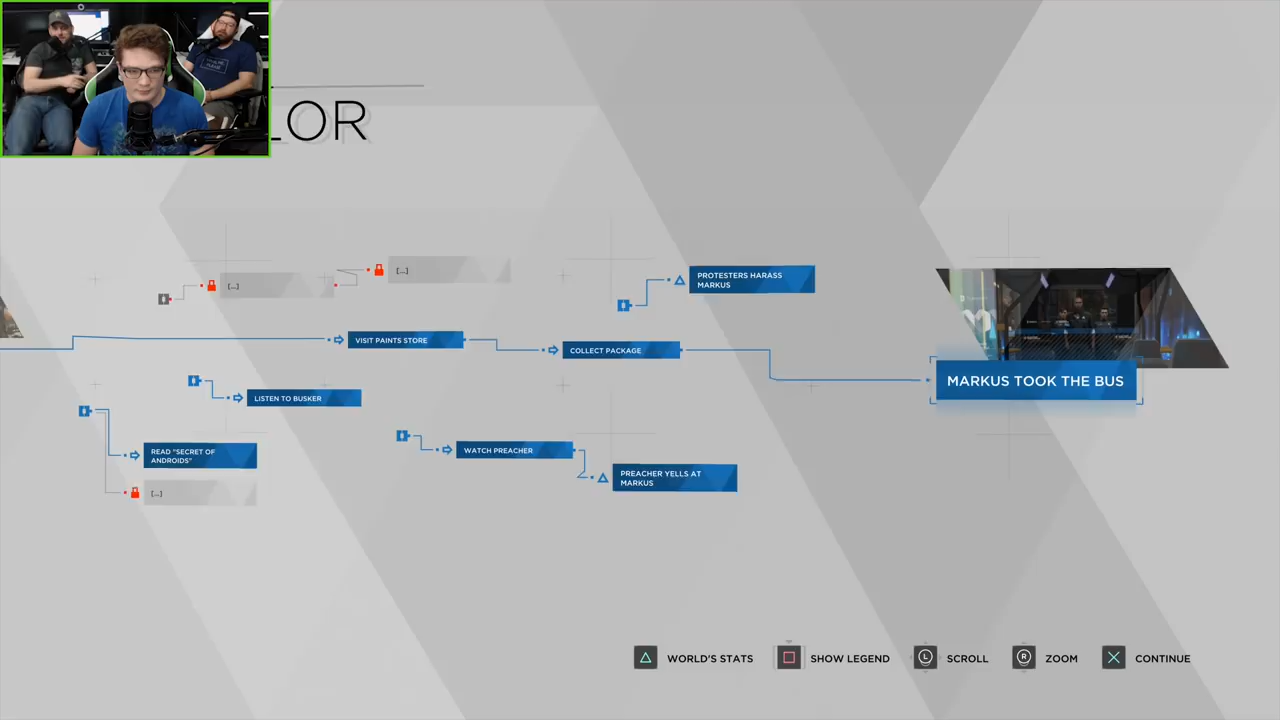 LOR
[...]
[...]
PROTESTERS HARASS
MARKUS
VISIT PAINTS STORE
COLLECT PACKAGE
MARKUS TOOK THE BUS
LISTEN TO BUSKER
READ "SECRET OF
ANDROIDS"
WATCH PREACHER
PREACHER YELLS AT
MARKUS
[...]
WORLD'S STATS
SHOW LEGEND
L
SCROLL
R
ZOOM
CONTINUE